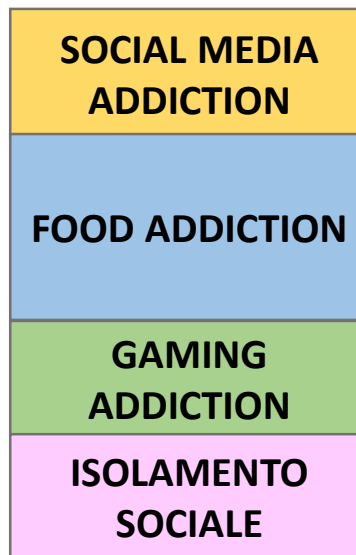 SOCIAL MEDIA
ADDICTION
FOOD ADDICTION
GAMING
ADDICTION
ISOLAMENTO
SOCIALE